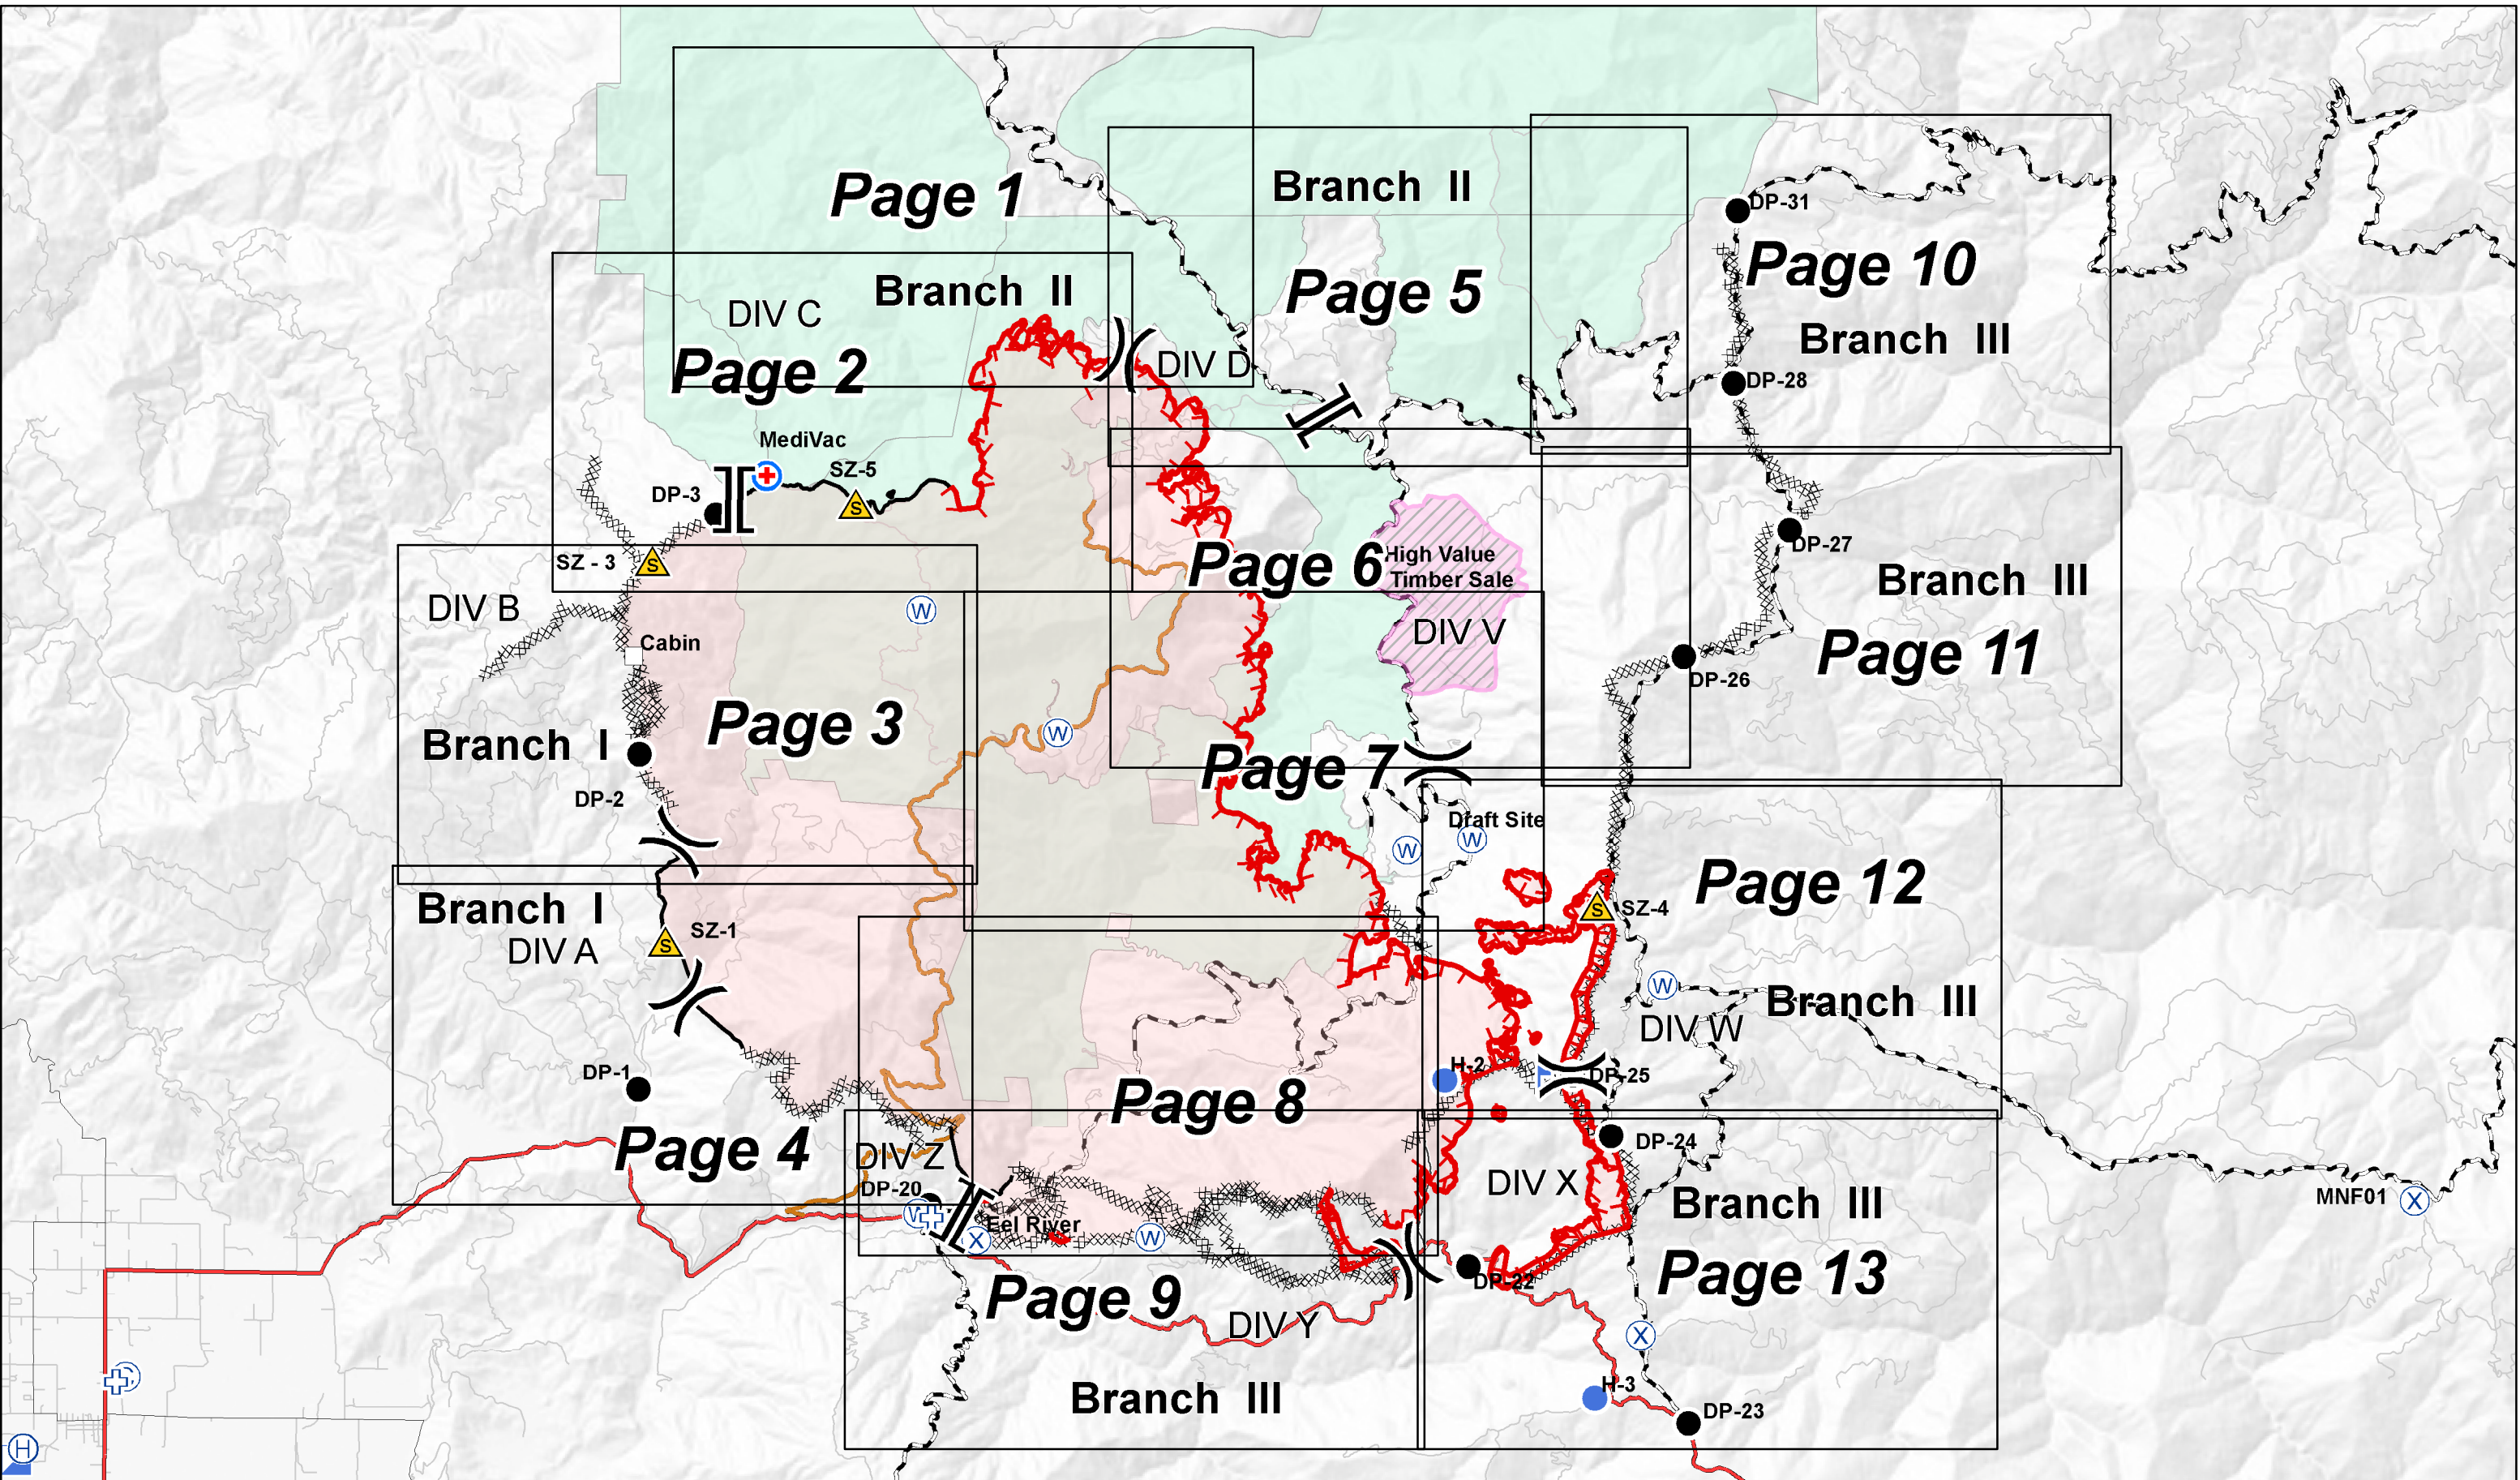 Page 1
Branch II
DP-31
Page 10
Branch II
Page 5
DIV C
Branch III
Page 2
DIV D
DP-28
MediVac
SZ-5
DP-3
S
High Value
Timber Sale
DP-27
SZ - 3
S
Page 6
Branch III
DIV B
W
DIV V
Cabin
Page 11
DP-26
Page 3
W
Branch I
Page 7
DP-2
Draft Site
W
W
Page 12
Branch I
SZ-4
S
DIV A
SZ-1
S
W
Branch III
DIV W
H-2
DP-25
DP-1
Page 8
Page 4
DP-24
DIV Z
DIV X
DP-20
MNF01
X
Branch III
W
Eel River
X
W
Page 13
DP-22
Page 9
DIV Y
X
H-3
Branch III
DP-23
H